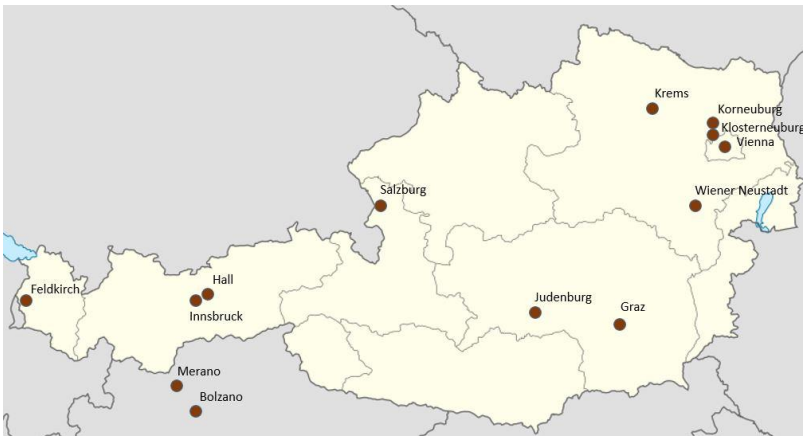 Krems
Korneuburg
Klosterneuburg
Vienna
Salzburg
Wiener Neustadt
Feldkirch
Hall
Innsbruck
Judenburg
Graz
Merano
Bolzano